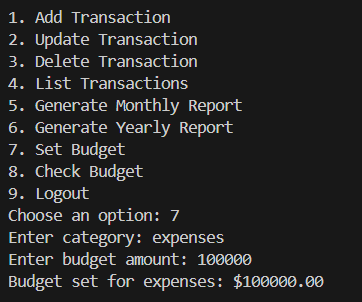 1. Add Transaction
2. Update Transaction
3. Delete Transaction
4. List Transactions
5. Generate Monthly Report
6. Generate Yearly Report
7. Set Budget
8. Check Budget
9. Logout
Choose an option: 7
Enter category: expenses
Enter budget amount: 100000
Budget set for expenses: $100000.00